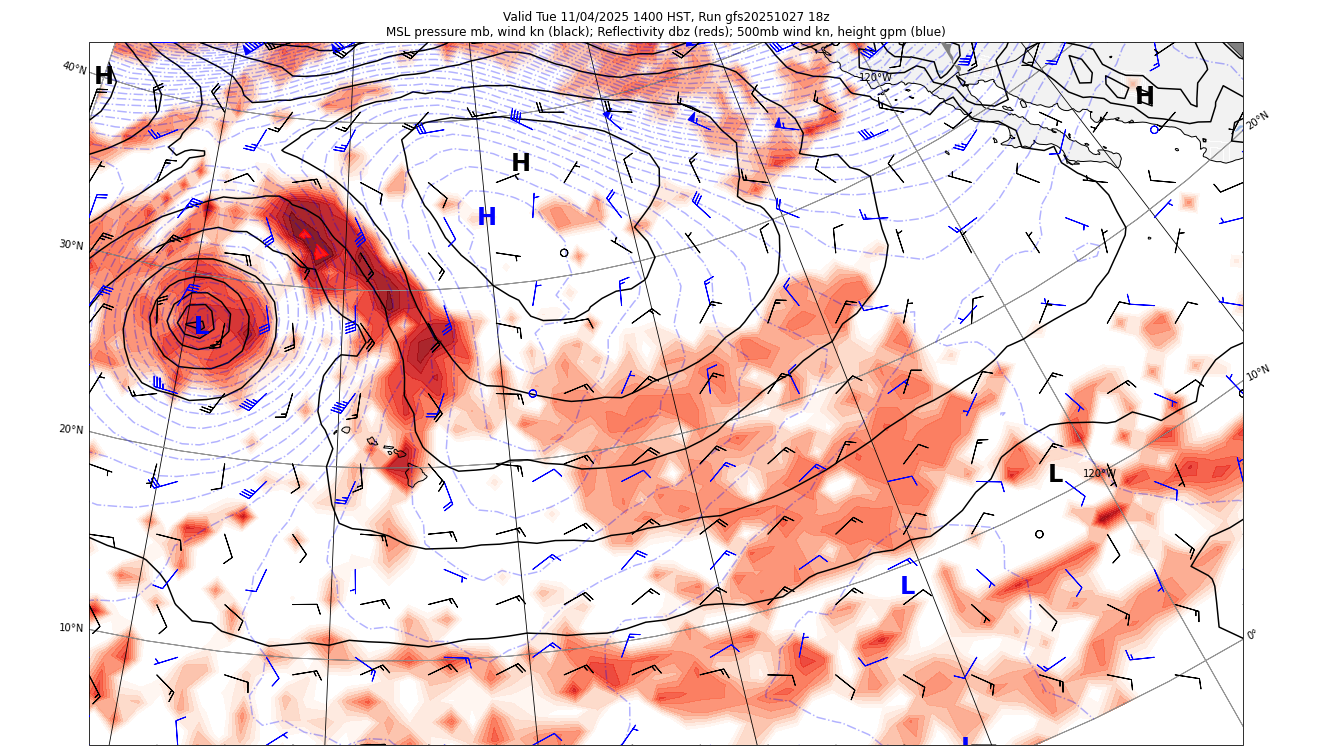 Valid Tue 11/04/2025 1400 HST, Run gfs20251027 18z
MSL pressure mb, wind kn (black); Reflectivity dbz (reds); 500mb wind kn, height gpm (blue)
40°N
H
120°W
H
20°N
H
H
30°N
L
10°N
20°N
L
120°W
L
10°N
0°
L